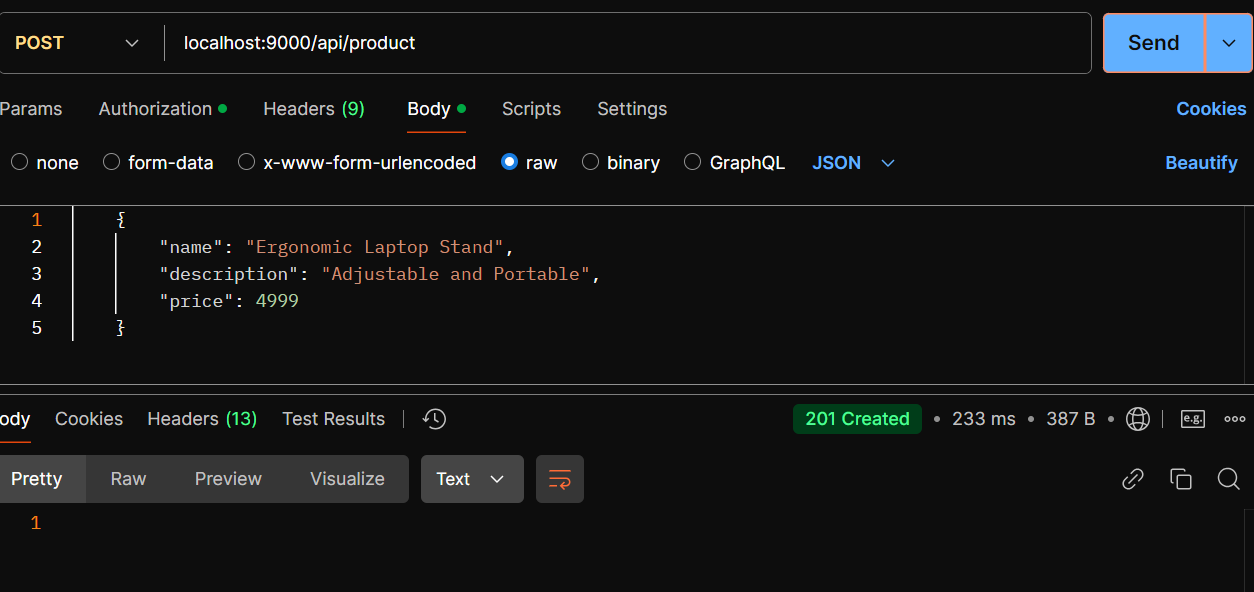 POST localhost:9000/api/product Send
Params Authorization Headers (9) Body Scripts Settings Cookies
none form-data x-www-form-urlencoded raw binary GraphQL JSON Beautify
1 {
2 "name": "Ergonomic Laptop Stand",
3 "description": "Adjustable and Portable",
4 "price": 4999
5 }
ody Cookies Headers (13) Test Results 201 Created • 233 ms • 387 B • e.g.
Pretty Raw Preview Visualize Text
1